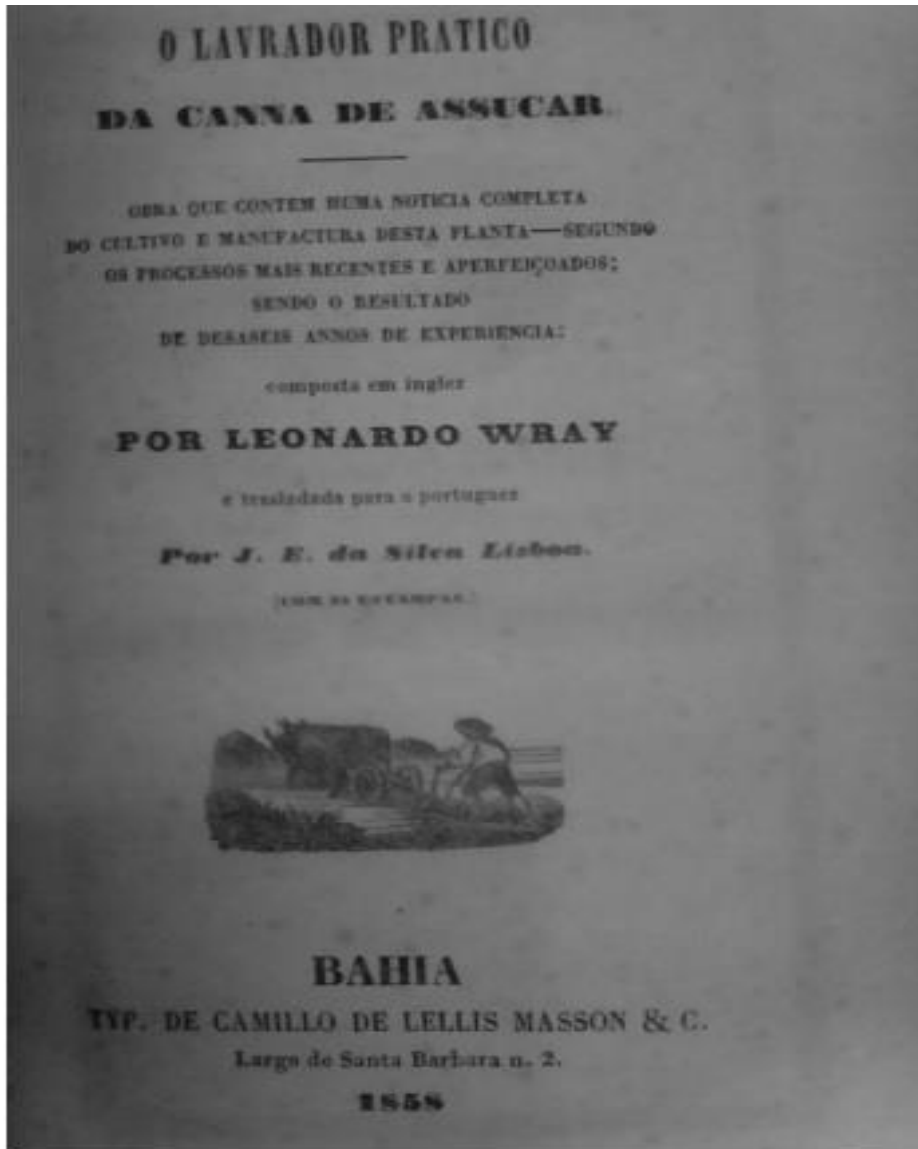 O LAVRADOR PRATICO
DA CANNA DE ASSUCAR.
OBRA QUE CONTEM HUMA NOTICIA COMPLETA
DO CULTIVO E MANUFACTURA DESTA PLANTA—SEGUNDO
OS PROCESSOS MAIS RECENTES E APERFEIÇOADOS;
SENDO O RESULTADO
DE DESASEIS ANNOS DE EXPERIENCIA:
composta em inglez
POR LEONARDO WRAY
e trasladada para o portuguez
Por J. E. da Silva Lisboa.
(COM ESTAMPAS.)
BAHIA
TYP. DE CAMILLO DE LELLIS MASSON & C.
Largo de Santa Barbara n. 2.
1858